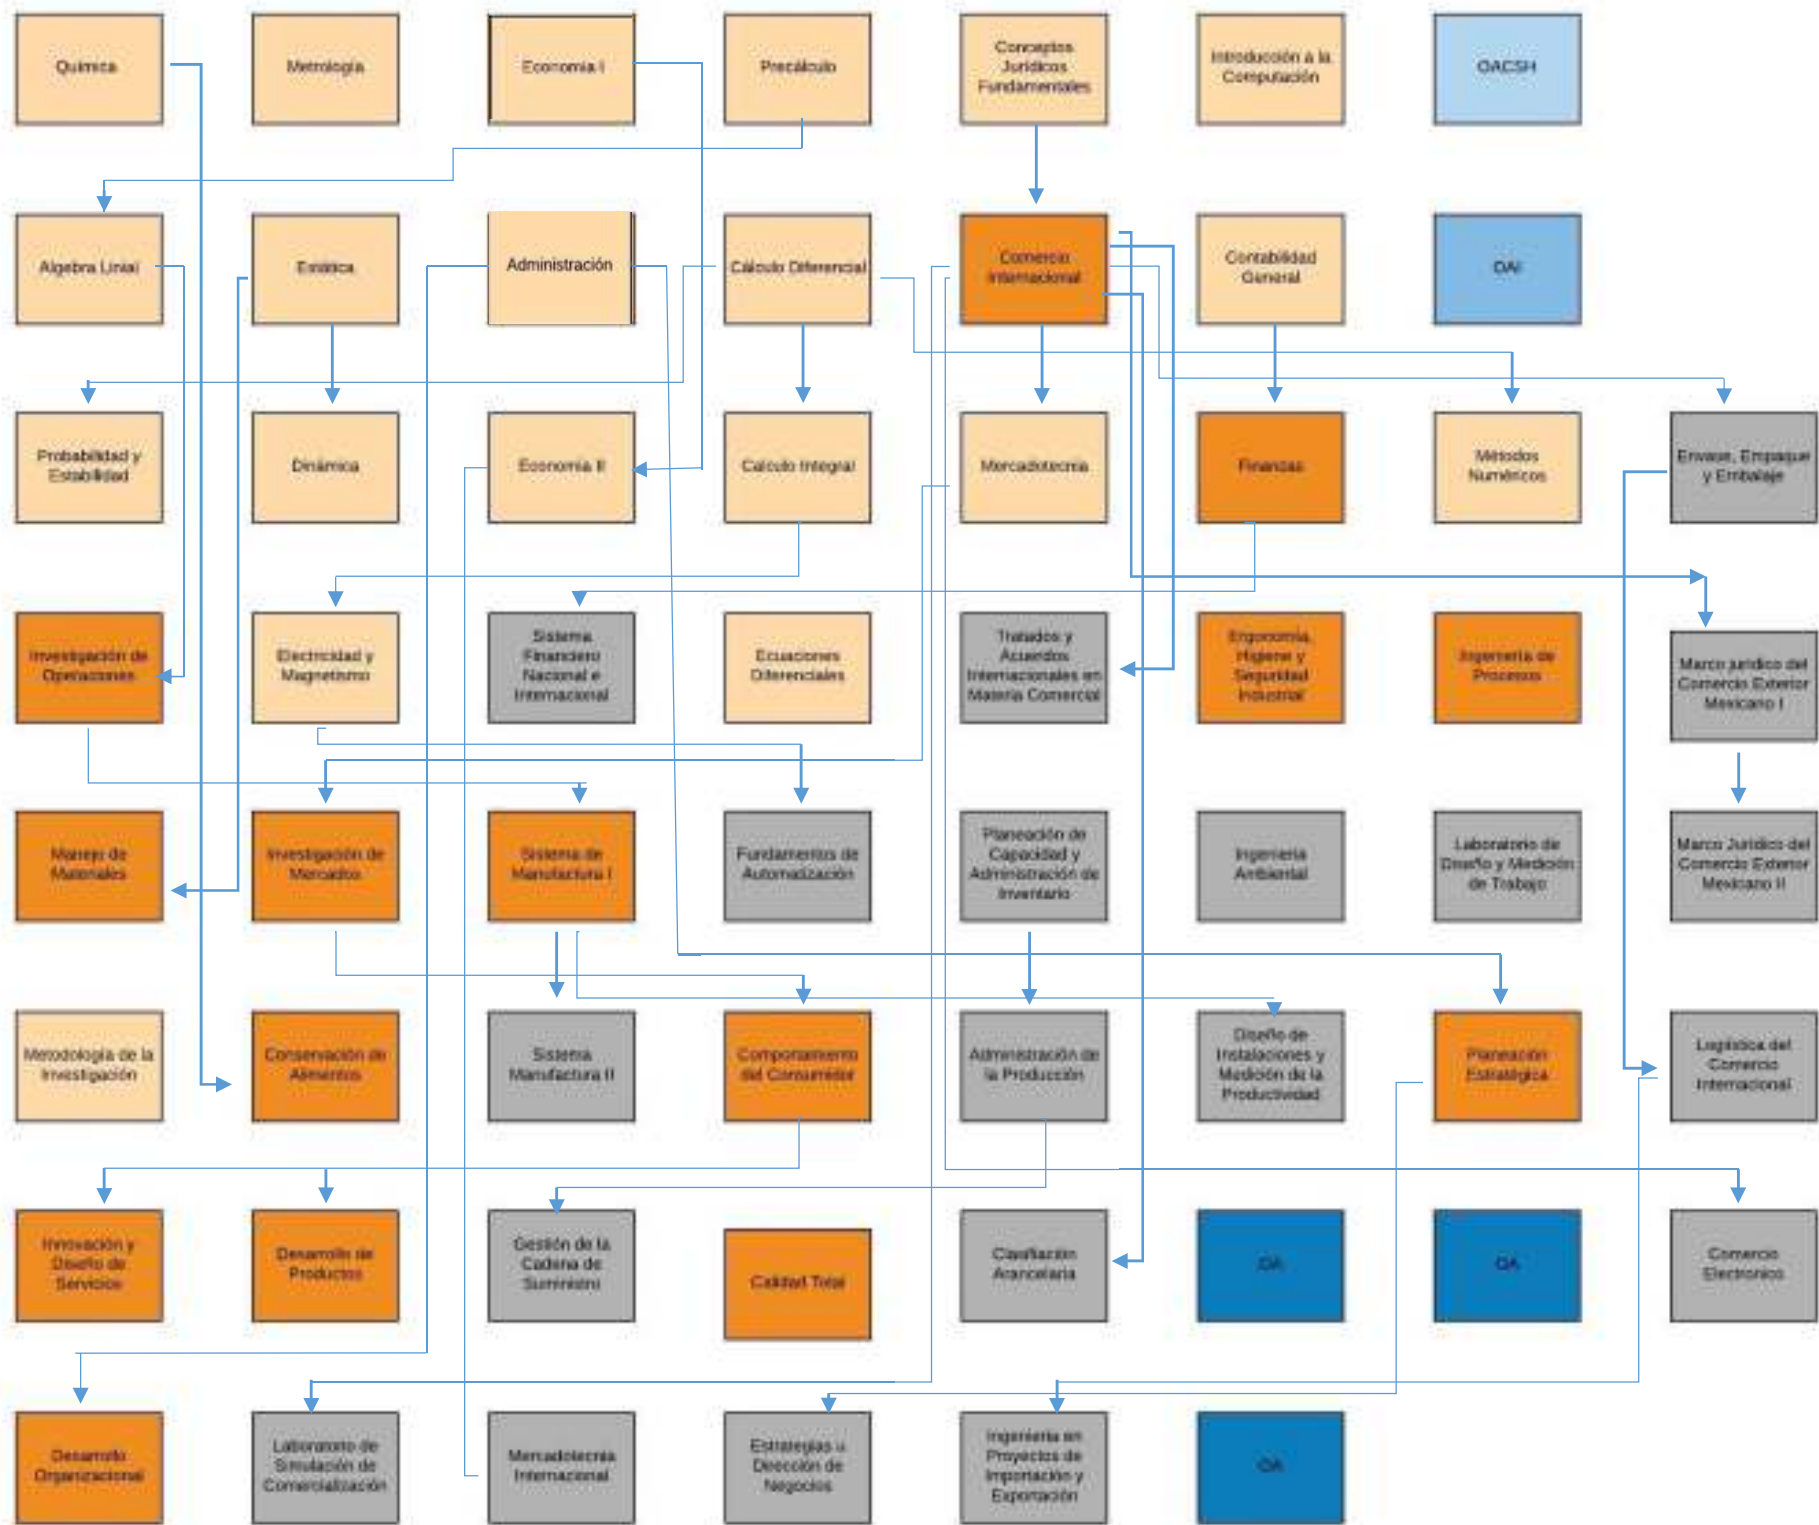 Química
Metrología
Economía I
Precálculo
Conceptos
Jurídicos
Fundamentales
Introducción a la
Computación
OACSH
Algebra Linial
Estática
Administración
Cálculo Diferencial
Comercio
Internacional
Contabilidad
General
OAI
Probabilidad y
Estabilidad
Dinámica
Economía II
Calculo Integral
Mercadotecnia
Finanzas
Métodos
Numéricos
Envase, Empaque
y Embalaje
Investigación de
Operaciones
Electricidad y
Magnetismo
Sistema
Financiero
Nacional e
Internacional
Ecuaciones
Diferenciales
Tratados y
Acuerdos
Internacionales en
Materia Comercial
Ergonomía,
Higiene y
Seguridad
Industrial
Ingeniería de
Procesos
Marco jurídico del
Comercio Exterior
Mexicano I
Manejo de
Materiales
Investigación de
Mercados
Sistema de
Manufactura I
Fundamentos de
Automatización
Planeación de
Capacidad y
Administración de
Inventario
Ingeniería
Ambiental
Laboratorio de
Diseño y Medición
de Trabajo
Marco Jurídico del
Comercio Exterior
Mexicano II
Metodología de la
Investigación
Conservación de
Alimentos
Sistema
Manufactura II
Comportamiento
del Consumidor
Administración de
la Producción
Diseño de
Instalaciones y
Medición de la
Productividad
Planeación
Estratégica
Logística del
Comercio
Internacional
Innovación y
Diseño de
Servicios
Desarrollo de
Productos
Gestión de la
Cadena de
Suministro
Calidad Total
Clasifiación
Arancelaria
OA
OA
Comercio
Electronico
Desarrollo
Organizacional
Laboratorio de
Simulación de
Comercialización
Mercadotecnia
Internacional
Estrategias u
Dirección de
Negocios
Ingeniería en
Proyectos de
Importación y
Exportación
OA